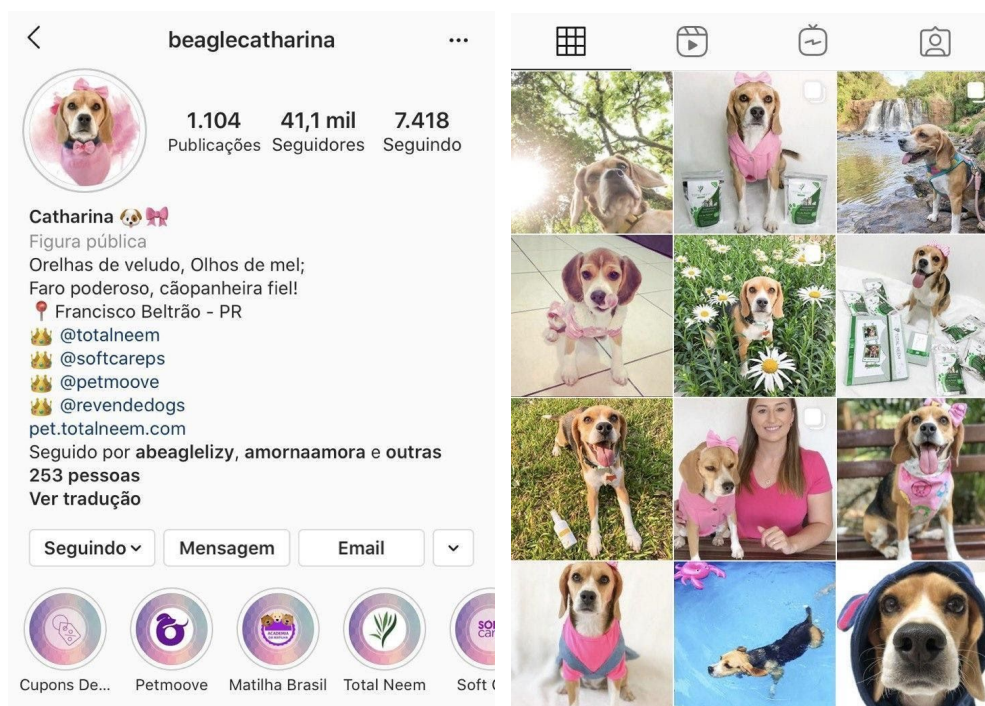 beaglecatharina
1.104 41,1 mil 7.418
Publicações Seguidores Seguindo
Catharina 🐶🎀
Figura pública
Orelhas de veludo, Olhos de mel;
Faro poderoso, cãopanheira fiel!
📍 Francisco Beltrão - PR
👑 @totalneem
👑 @softcareps
👑 @petmoove
👑 @revendedogs
pet.totalneem.com
Seguido por abeaglelizy, amornaamora e outras
253 pessoas
Ver tradução
Seguindo Mensagem Email
ACADEMIA
Cupons De... Petmoove Matilha Brasil Total Neem Soft